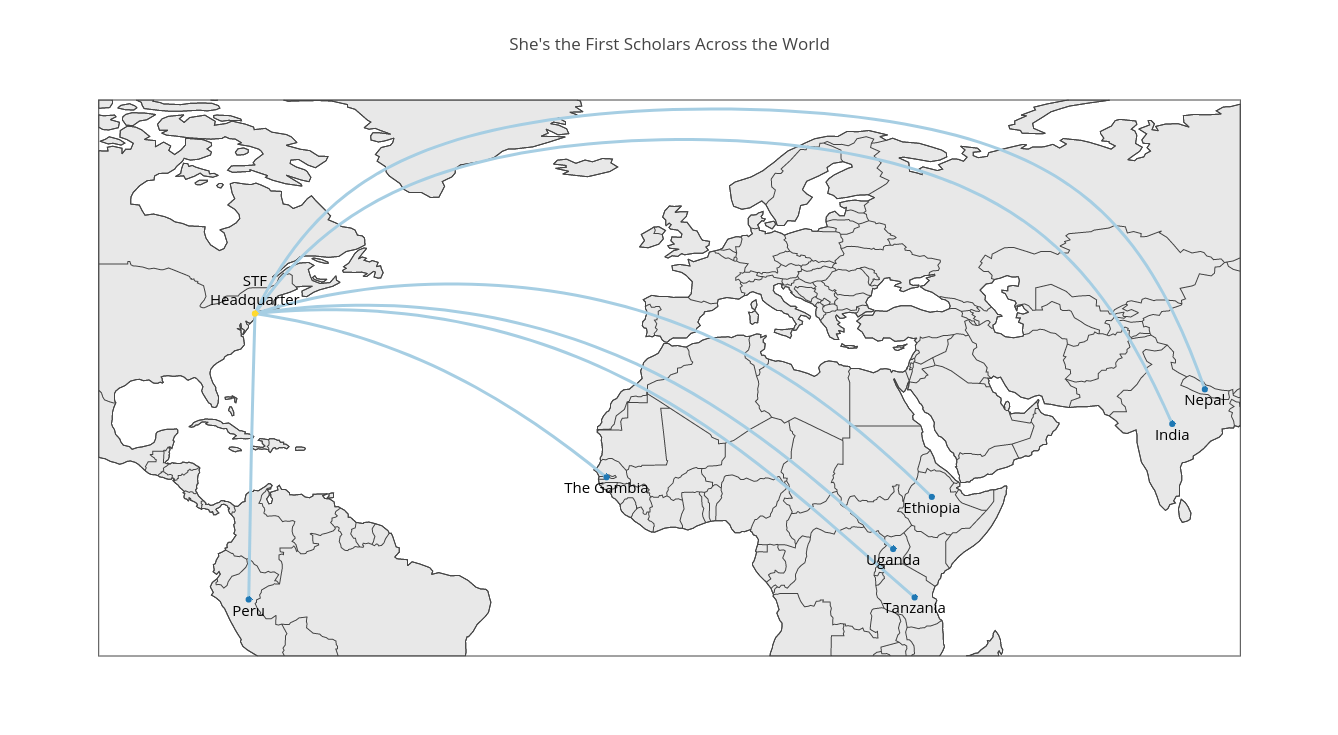 She's the First Scholars Across the World
STF
Headquarter
Nepal
India
The Gambia
Ethiopia
Uganda
Tanzania
Peru